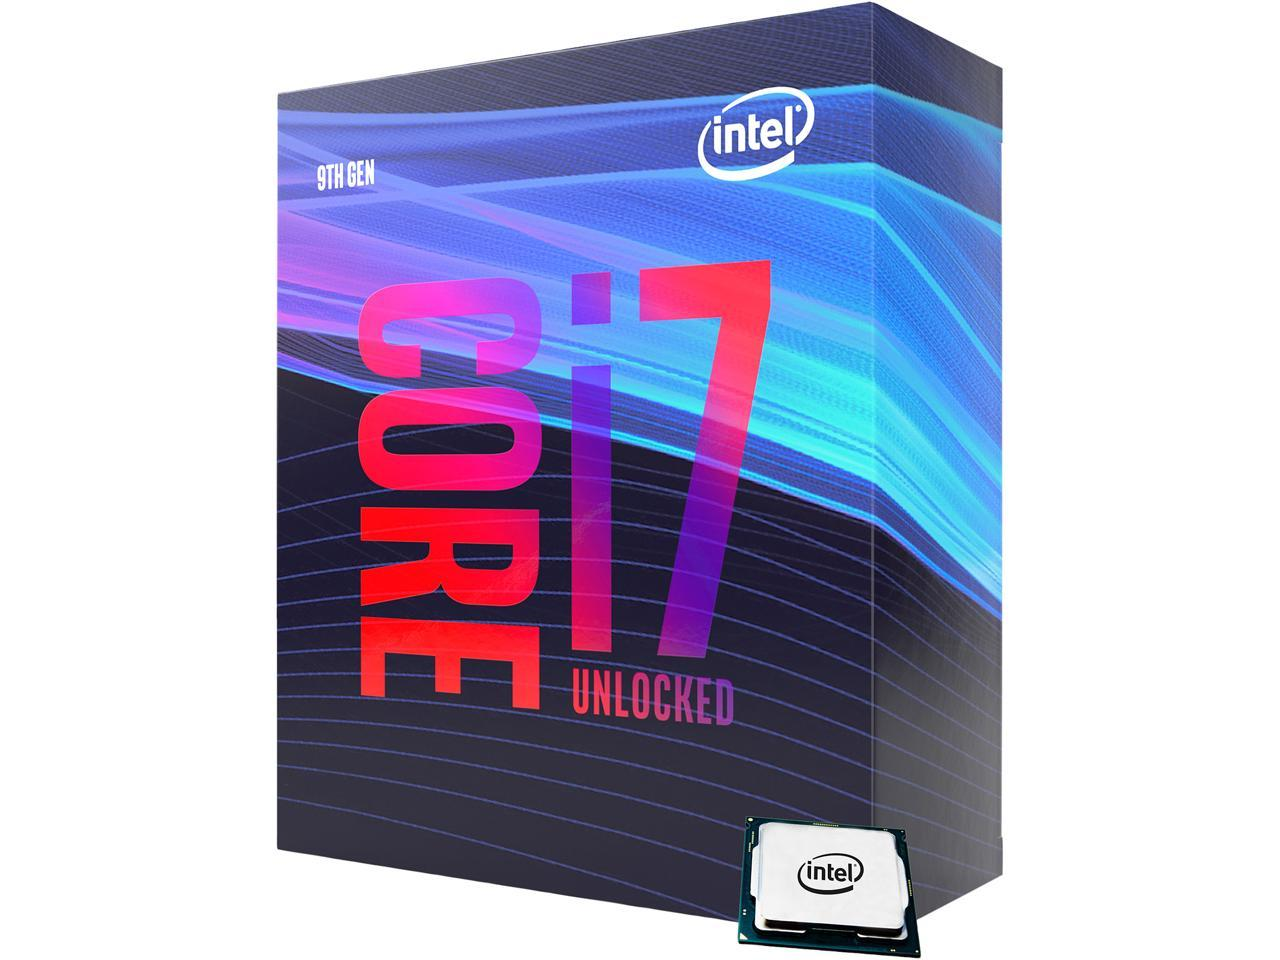 intel
9TH GEN
CORE
i7
UNLOCKED
intel